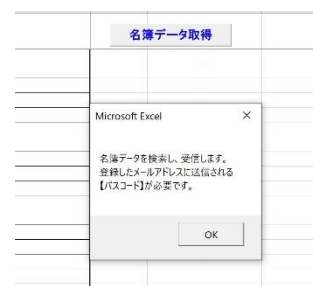 名簿データ取得
Microsoft Excel
名簿データを検索し、受信します。
登録したメールアドレスに送信される
【パスコード】が必要です。
OK